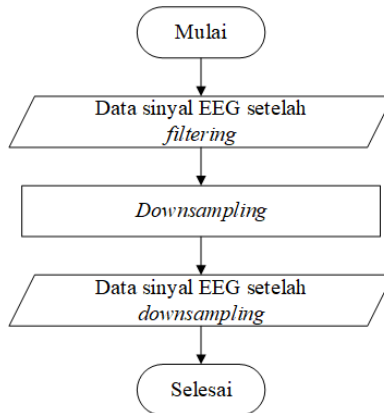 Mulai
Data sinyal EEG setelah
filtering
Downsampling
Data sinyal EEG setelah
downsampling
Selesai